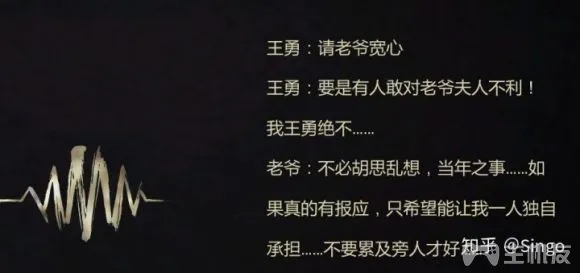 王勇：请老爷宽心
王勇：要是有人敢对老爷夫人不利！
我王勇绝不……
老爷：不必胡思乱想，当年之事……如
果真的有报应，只希望能让我一人独自
承担……不要累及旁人才好
知乎 @Singo